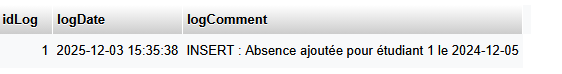 idLog logDate logComment
1 2025-12-03 15:35:38 INSERT : Absence ajoutée pour étudiant 1 le 2024-12-05